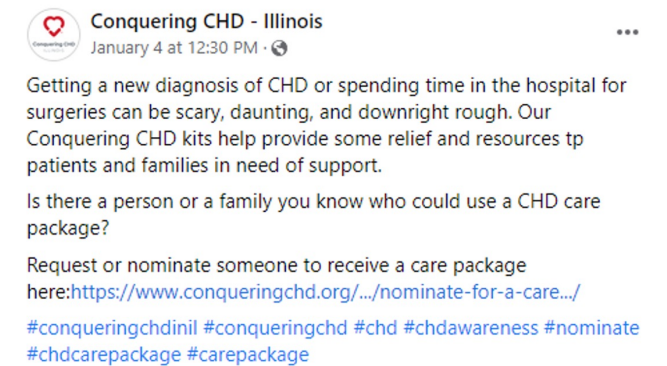 Conquering CHD - Illinois
January 4 at 12:30 PM ·
Conquering CHD
ILLINOIS
Getting a new diagnosis of CHD or spending time in the hospital for
surgeries can be scary, daunting, and downright rough. Our
Conquering CHD kits help provide some relief and resources tp
patients and families in need of support.
Is there a person or a family you know who could use a CHD care
package?
Request or nominate someone to receive a care package
here:https://www.conqueringchd.org/.../nominate-for-a-care.../
#conqueringchdinil #conqueringchd #chd #chdawareness #nominate
#chdcarepackage #carepackage